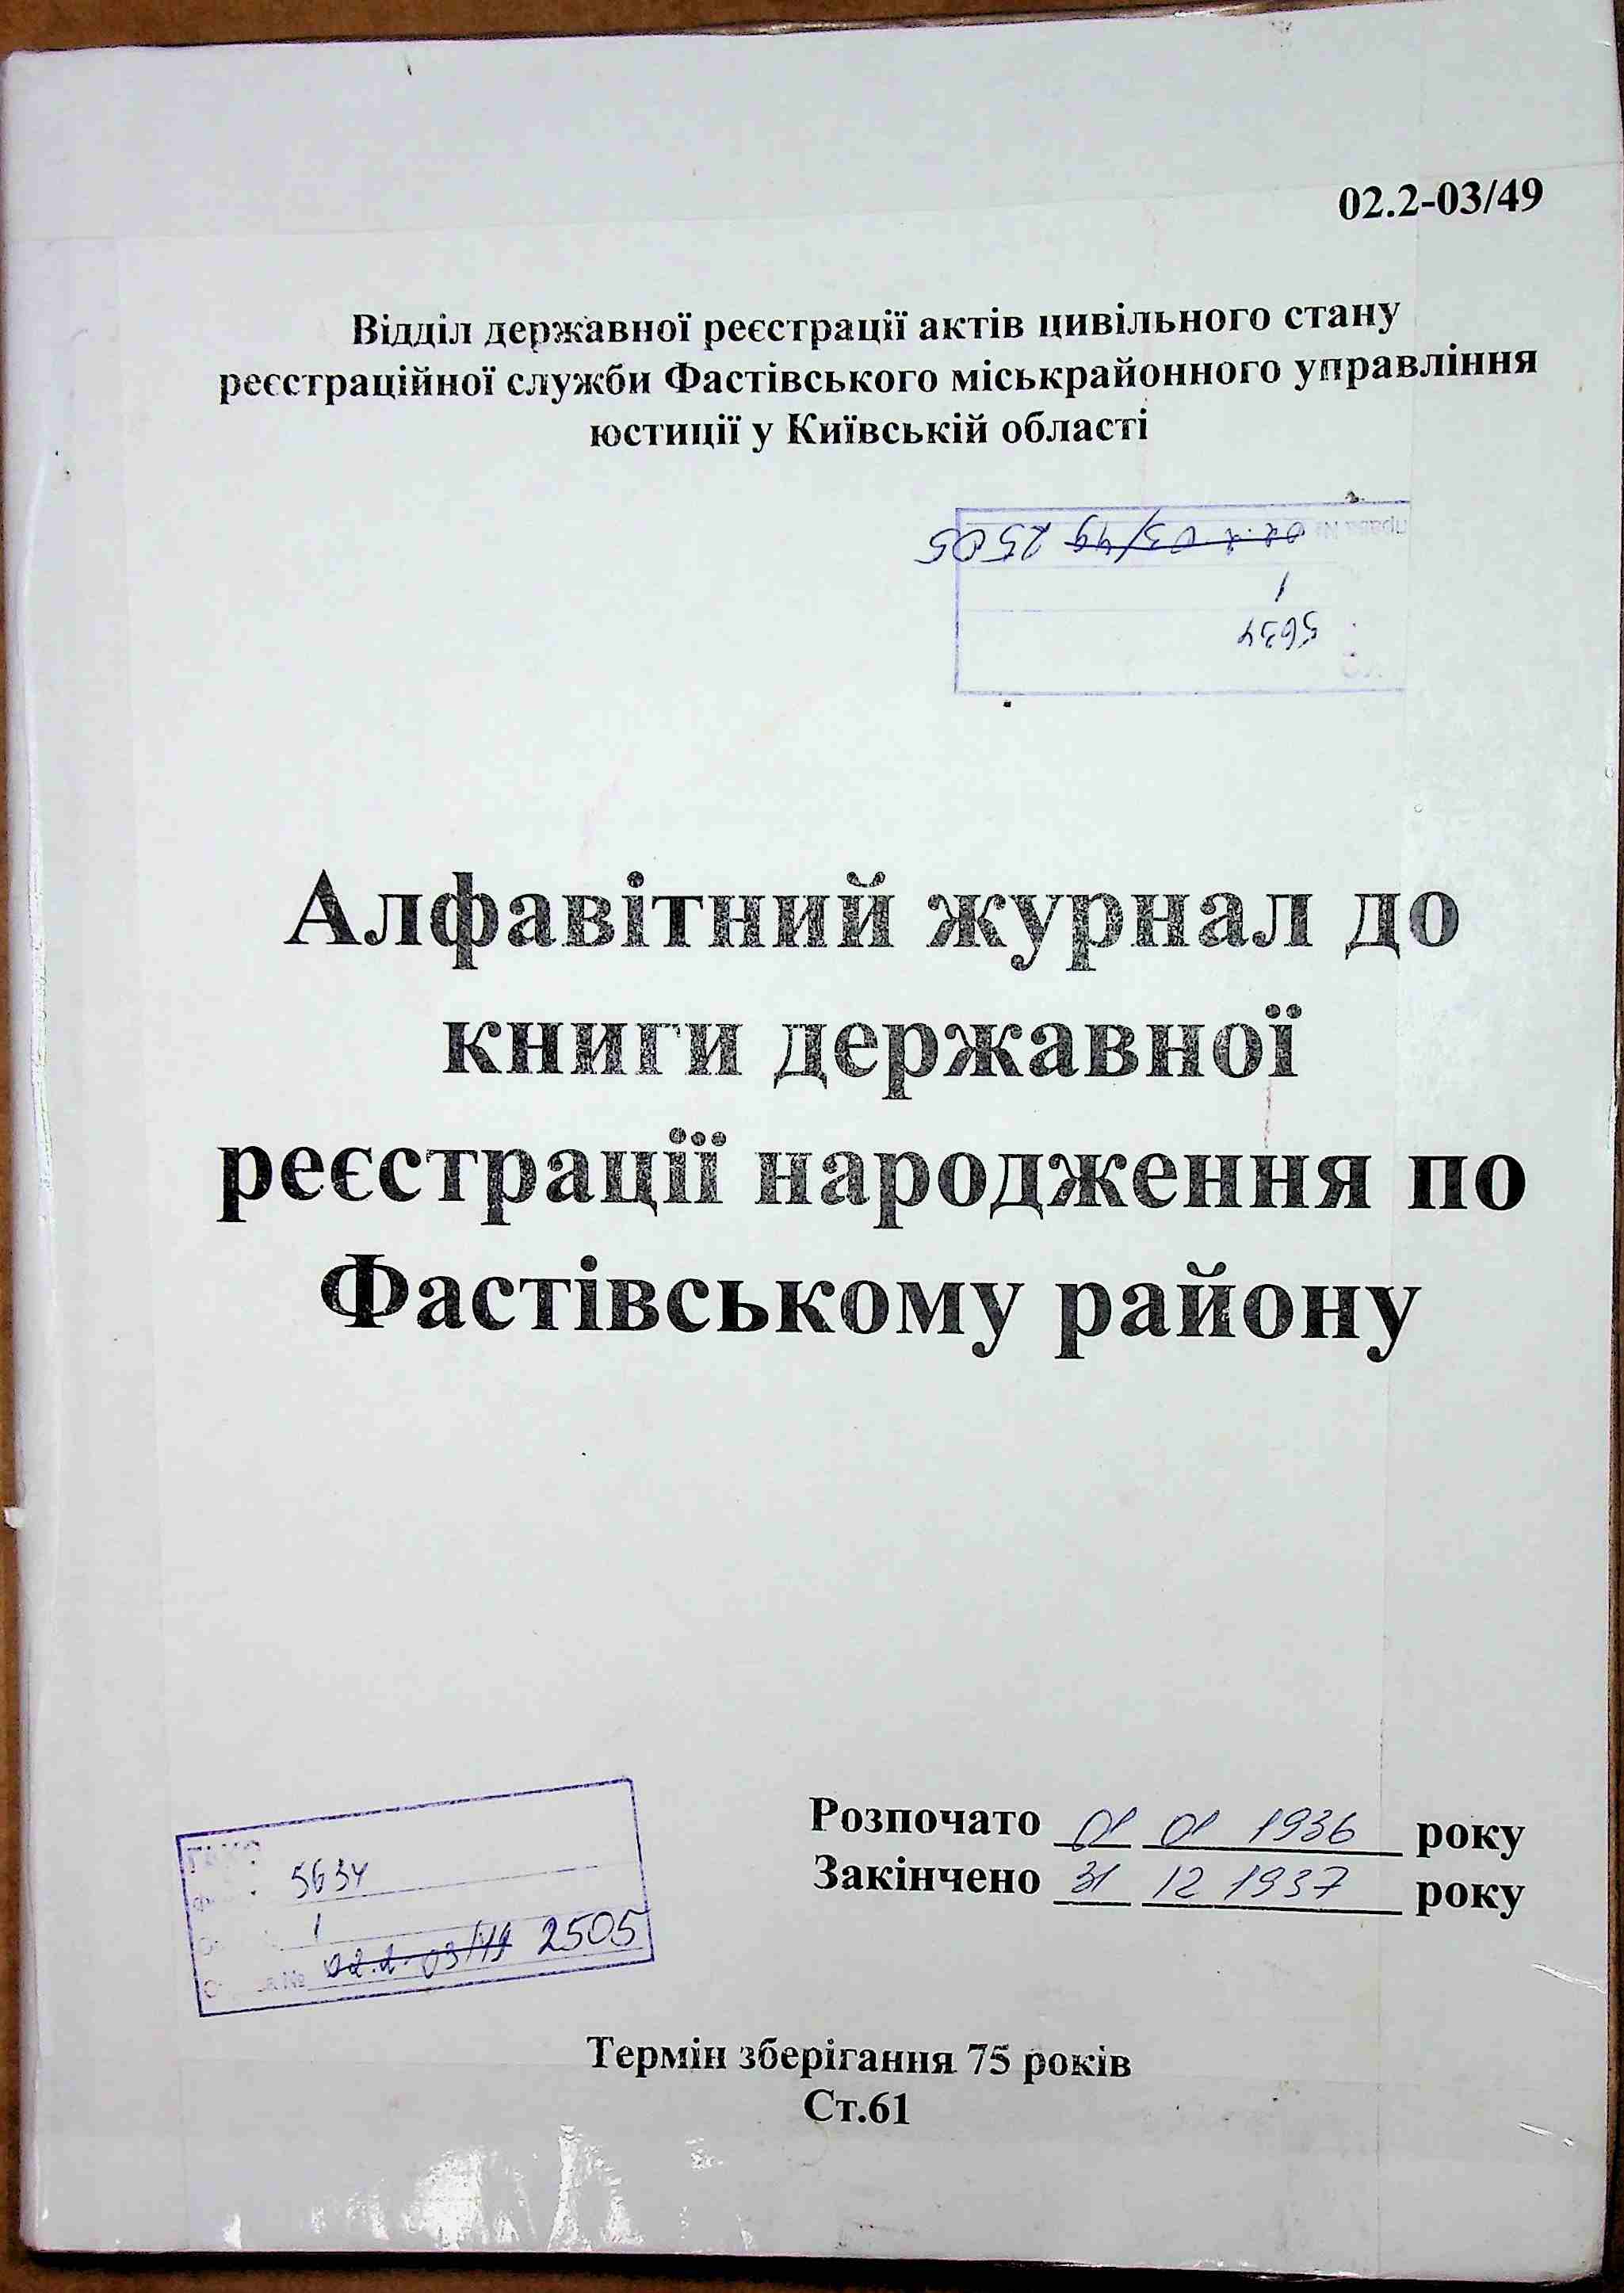 02.2-03/49
Відділ державної реєстрації актів цивільного стану
реєстраційної служби Фастівського міськрайонного управління
юстиції у Київській області
02.2-03/49 2505
1
5634
Алфавітний журнал до
книги державної
реєстрації народження по
Фастівському району
Розпочато 01 01 1936 року
Закінчено 31 12 1937 року
5634
1
02.2-03/49 2505
Термін зберігання 75 років
Ст.61